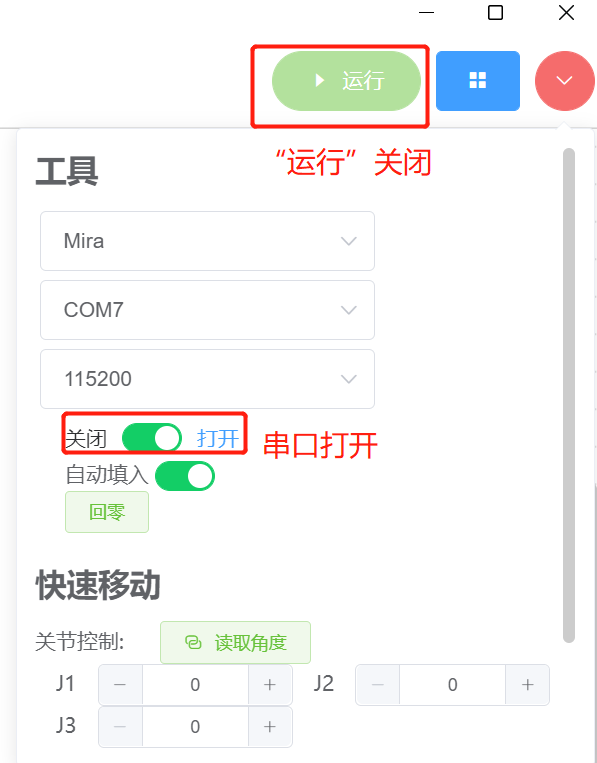 运行
“运行”关闭
工具
Mira
COM7
115200
关闭 打开 串口打开
自动填入
回零
快速移动
关节控制: 读取角度
J1 − 0 + J2 − 0 +
J3 − 0 +